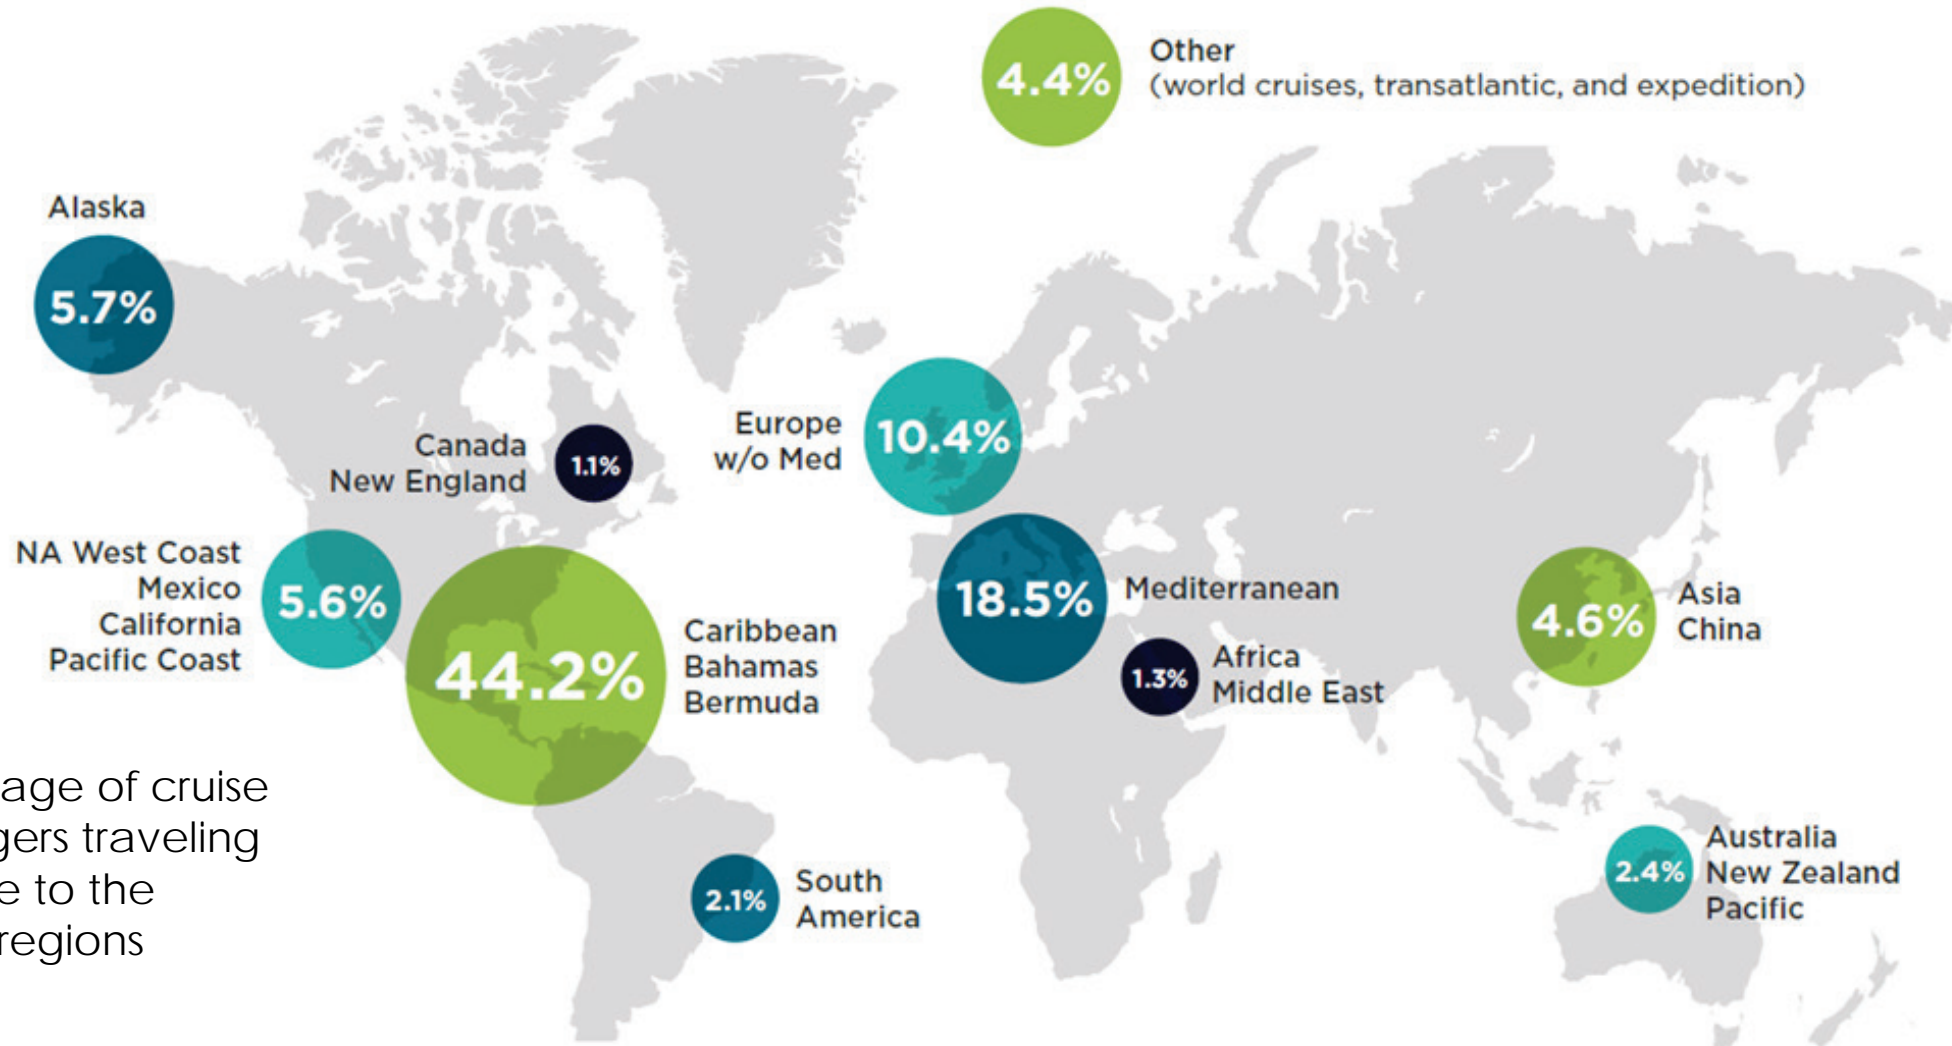 4.4%
Other
(world cruises, transatlantic, and expedition)
Alaska
5.7%
Canada
New England
1.1%
Europe
w/o Med
10.4%
NA West Coast
Mexico
California
Pacific Coast
5.6%
44.2%
Caribbean
Bahamas
Bermuda
18.5%
Mediterranean
1.3%
Africa
Middle East
4.6%
Asia
China
age of cruise
gers traveling
e to the
regions
2.1%
South
America
2.4%
Australia
New Zealand
Pacific